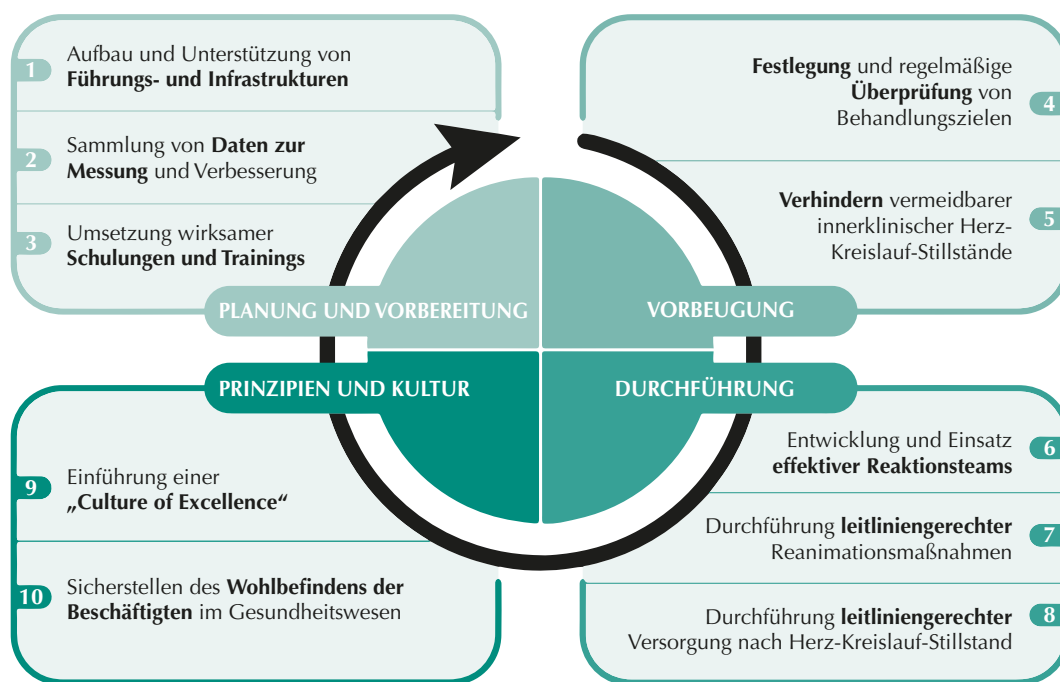 1
Aufbau und Unterstützung von
Führungs- und Infrastrukturen
2
Sammlung von Daten zur
Messung und Verbesserung
3
Umsetzung wirksamer
Schulungen und Trainings
PLANUNG UND VORBEREITUNG
Festlegung und regelmäßige
Überprüfung von
Behandlungszielen
4
Verhindern vermeidbarer
innerklinischer Herz-
Kreislauf-Stillstände
5
VORBEUGUNG
DURCHFÜHRUNG
Entwicklung und Einsatz
effektiver Reaktionsteams
6
Durchführung leitliniengerechter
Reanimationsmaßnahmen
7
Durchführung leitliniengerechter
Versorgung nach Herz-Kreislauf-Stillstand
8
PRINZIPIEN UND KULTUR
9
Einführung einer
„Culture of Excellence“
10
Sicherstellen des Wohlbefindens der
Beschäftigten im Gesundheitswesen